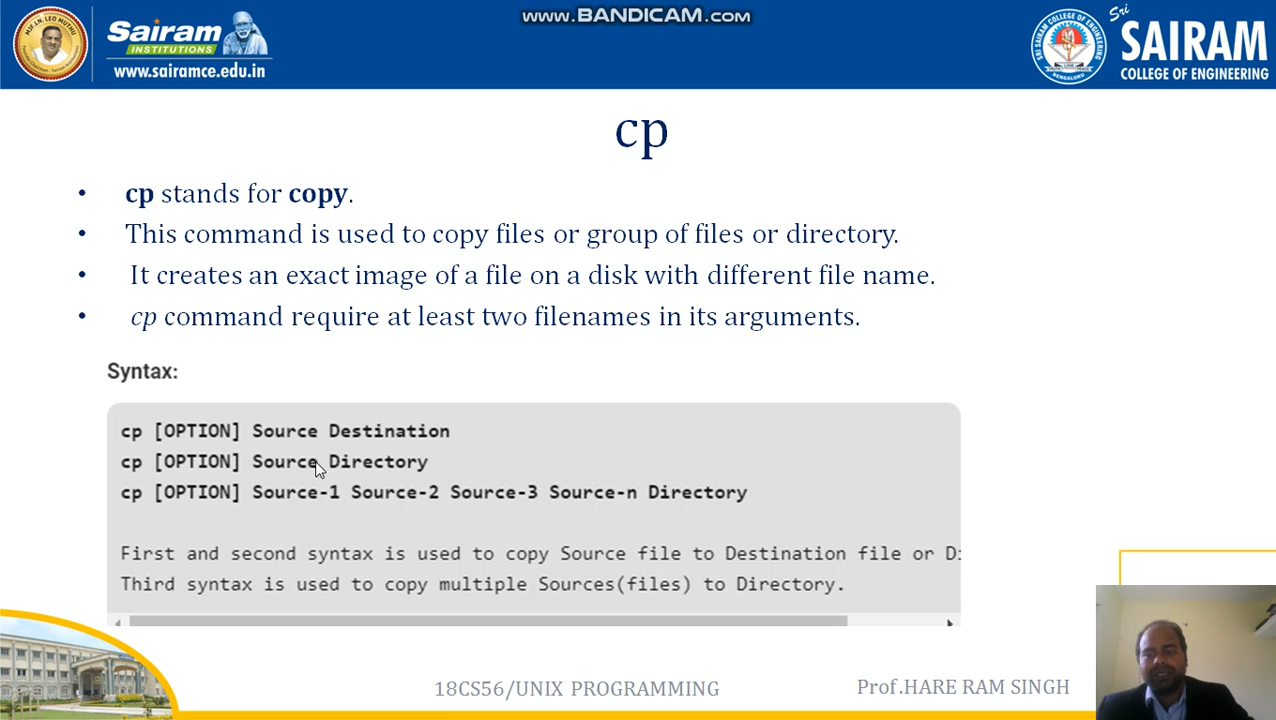 www.BANDICAM.com
Sairam
INSTITUTIONS
www.sairamce.edu.in
Sri
SAIRAM
COLLEGE OF ENGINEERING
cp
• cp stands for copy.
• This command is used to copy files or group of files or directory.
• It creates an exact image of a file on a disk with different file name.
• cp command require at least two filenames in its arguments.
Syntax:
cp [OPTION] Source Destination
cp [OPTION] Source Directory
cp [OPTION] Source-1 Source-2 Source-3 Source-n Directory
First and second syntax is used to copy Source file to Destination file or Di
Third syntax is used to copy multiple Sources(files) to Directory.
18CS56/UNIX PROGRAMMING
Prof.HARE RAM SINGH